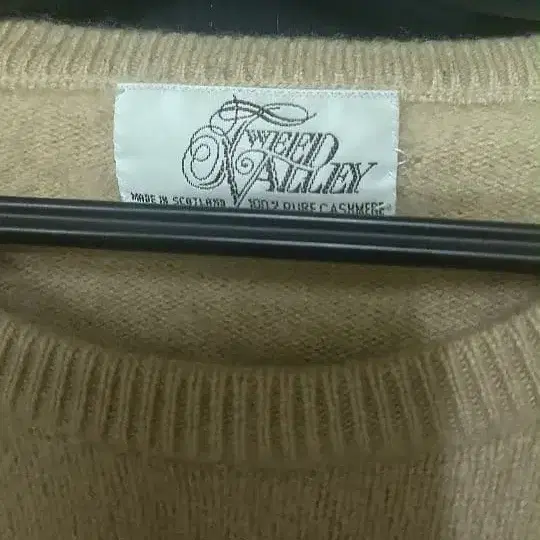 TWEED
VALLEY
MADE IN SCOTLAND 100% PURE CASHMERE